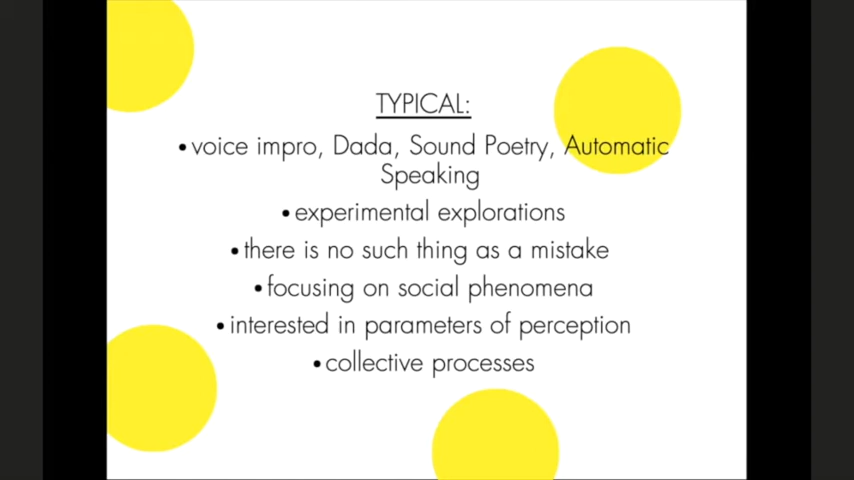 TYPICAL:
•voice impro, Dada, Sound Poetry, Automatic
Speaking
•experimental explorations
•there is no such thing as a mistake
•focusing on social phenomena
•interested in parameters of perception
•collective processes